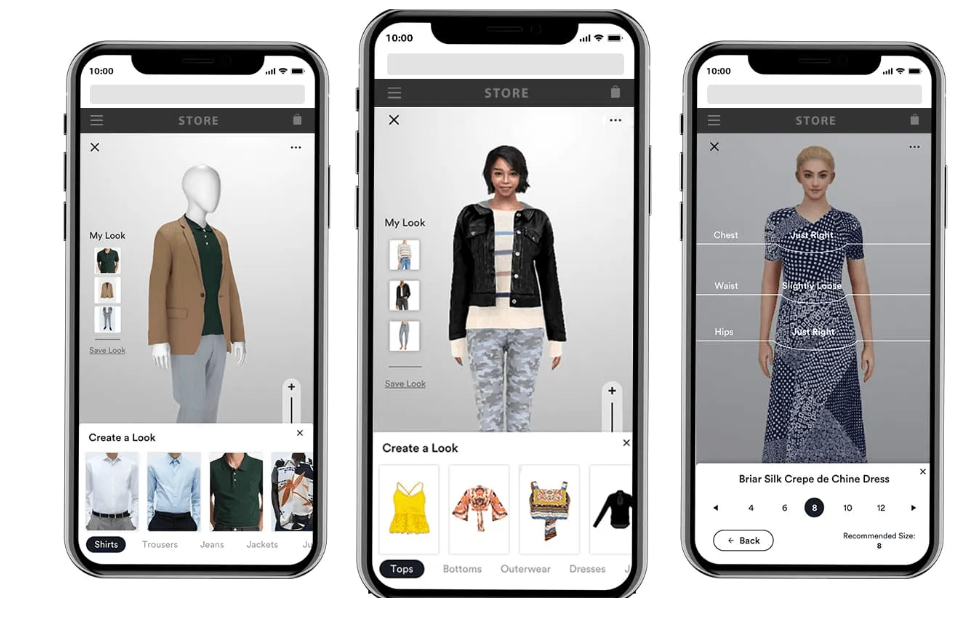 10:00
STORE
My Look
Save Look
Create a Look
Shirts Trousers Jeans Jackets Ju
10:00
STORE
My Look
Save Look
Create a Look
Tops Bottoms Outerwear Dresses J
10:00
STORE
Chest Just Right
Waist Slightly Loose
Hips Just Right
Briar Silk Crepe de Chine Dress
4 6 8 10 12
← Back
Recommended Size:
8